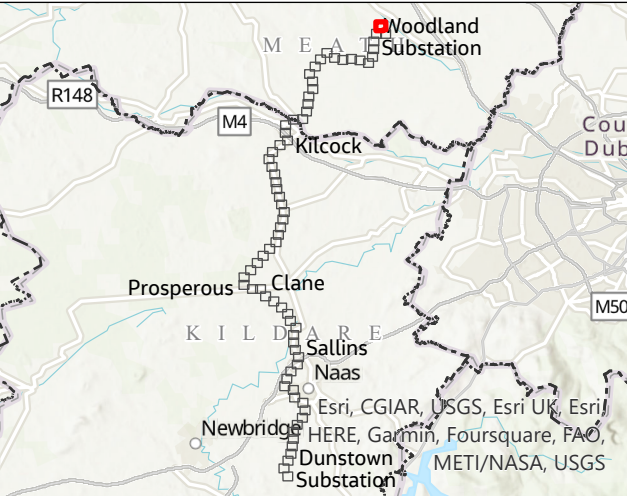 Woodland
Substation
MEATH
R148
M4
Kilcock
Cou
Dub
Prosperous
Clane
M50
KILDARE
Sallins
Naas
Esri, CGIAR, USGS, Esri UK, Esri,
Newbridge
HERE, Garmin, Foursquare, FAO,
METI/NASA, USGS
Dunstown
Substation